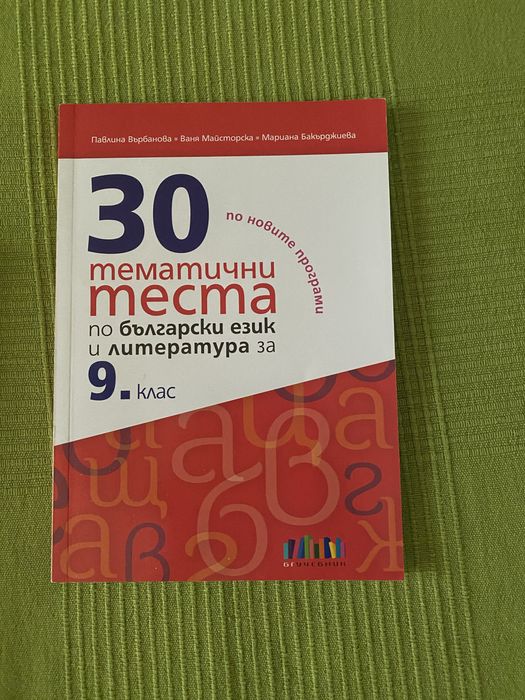 Павлина Върбанова • Ваня Майсторска • Мариана Бакърджиева
30
по новите програми
тематични
теста
по български език
и литература за
9. клас
БГУЧЕБНИК